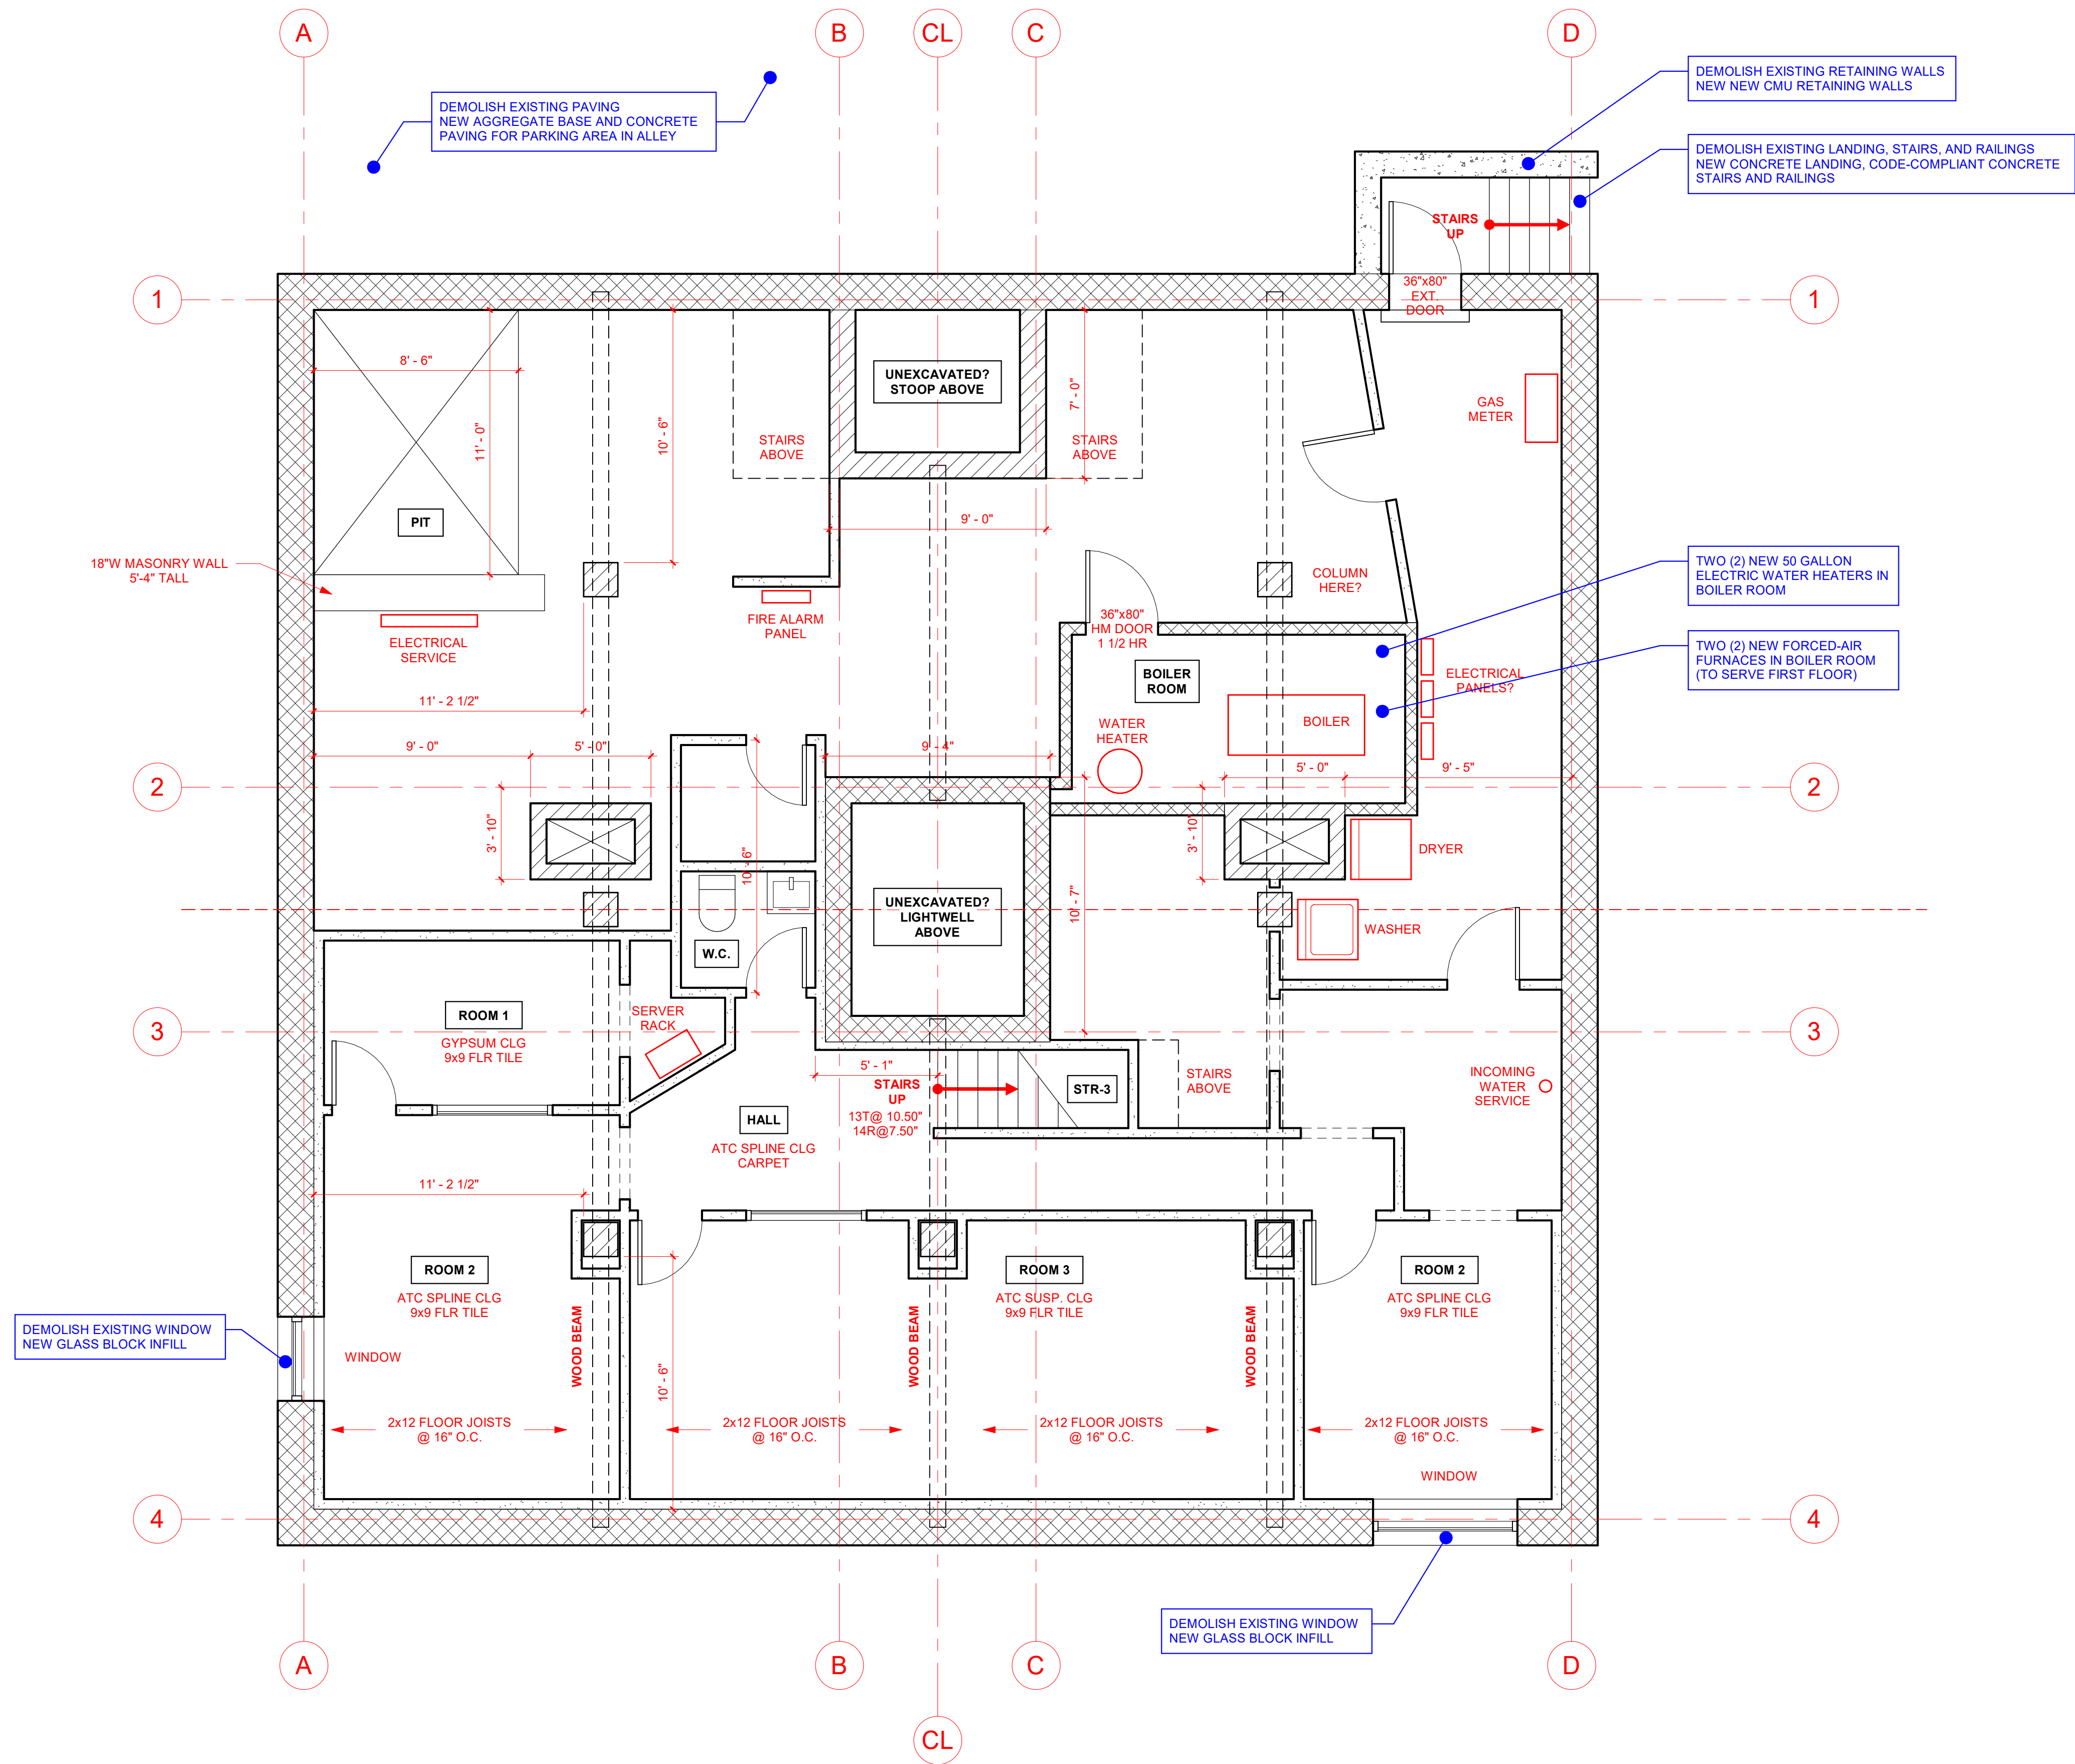 A
B
CL
C
D
DEMOLISH EXISTING PAVING
NEW AGGREGATE BASE AND CONCRETE
PAVING FOR PARKING AREA IN ALLEY
DEMOLISH EXISTING RETAINING WALLS
NEW NEW CMU RETAINING WALLS
DEMOLISH EXISTING LANDING, STAIRS, AND RAILINGS
NEW CONCRETE LANDING, CODE-COMPLIANT CONCRETE
STAIRS AND RAILINGS
STAIRS
UP
1
36"x80"
EXT.
DOOR
1
8' - 6"
11' - 0"
10' - 6"
UNEXCAVATED?
STOOP ABOVE
7' - 0"
GAS
METER
STAIRS
ABOVE
STAIRS
ABOVE
PIT
9' - 0"
18"W MASONRY WALL
5'-4" TALL
COLUMN
HERE?
TWO (2) NEW 50 GALLON
ELECTRIC WATER HEATERS IN
BOILER ROOM
FIRE ALARM
PANEL
36"x80"
HM DOOR
1 1/2 HR
ELECTRICAL
SERVICE
BOILER
ROOM
ELECTRICAL
PANELS?
TWO (2) NEW FORCED-AIR
FURNACES IN BOILER ROOM
(TO SERVE FIRST FLOOR)
11' - 2 1/2"
BOILER
WATER
HEATER
9' - 0"
5' - 0"
9' - 4"
5' - 0"
9' - 5"
2
2
3' - 10"
10' - 6"
3' - 10"
DRYER
10' - 7"
UNEXCAVATED?
LIGHTWELL
ABOVE
WASHER
W.C.
ROOM 1
GYPSUM CLG
9x9 FLR TILE
SERVER
RACK
3
3
5' - 1"
STAIRS
UP
13T@ 10.50"
14R@7.50"
STR-3
STAIRS
ABOVE
INCOMING
WATER
SERVICE
HALL
ATC SPLINE CLG
CARPET
11' - 2 1/2"
ROOM 2
ATC SPLINE CLG
9x9 FLR TILE
ROOM 3
ATC SUSP. CLG
9x9 FLR TILE
ROOM 2
ATC SPLINE CLG
9x9 FLR TILE
DEMOLISH EXISTING WINDOW
NEW GLASS BLOCK INFILL
WINDOW
WOOD BEAM
10' - 6"
WOOD BEAM
WOOD BEAM
2x12 FLOOR JOISTS
@ 16" O.C.
2x12 FLOOR JOISTS
@ 16" O.C.
2x12 FLOOR JOISTS
@ 16" O.C.
2x12 FLOOR JOISTS
@ 16" O.C.
WINDOW
4
4
DEMOLISH EXISTING WINDOW
NEW GLASS BLOCK INFILL
A
B
C
D
CL